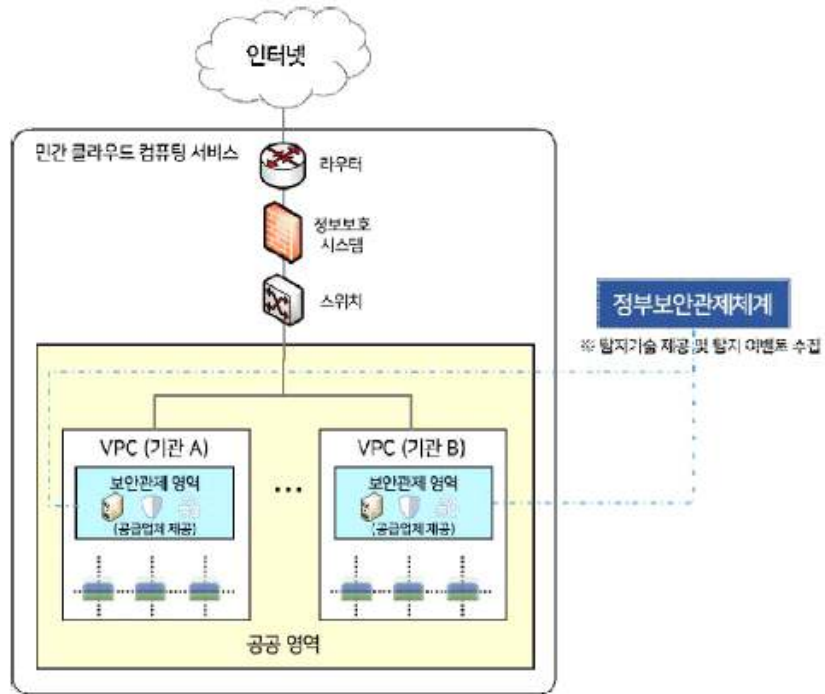 인터넷
민간 클라우드 컴퓨팅 서비스
라우터
정보보호
시스템
스위치
정부보안관제체계
※ 탐지기술 제공 및 탐지 이벤트 수집
VPC (기관 A)
보안관제 영역
(공급업체 제공)
...
VPC (기관 B)
보안관제 영역
(공급업체 제공)
공공 영역